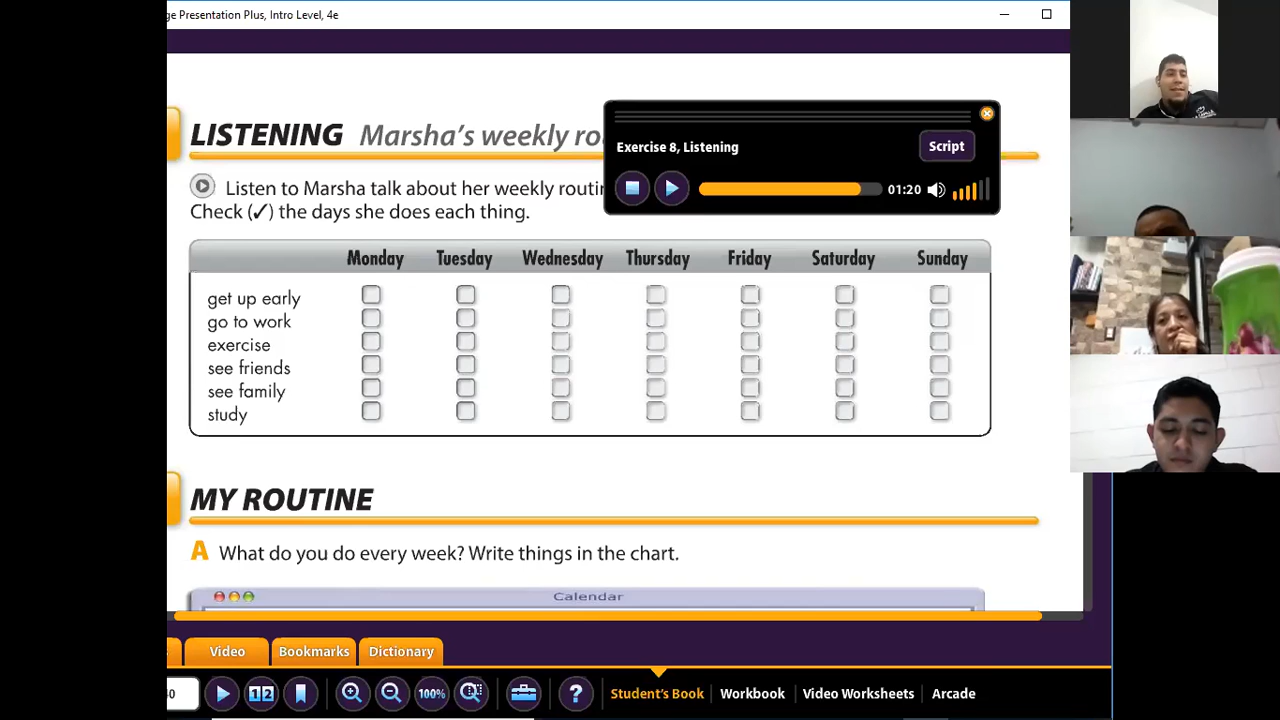 ge Presentation Plus, Intro Level, 4e
LISTENING Marsha's weekly ro
Exercise 8, Listening
Script
01:20
Listen to Marsha talk about her weekly routin
Check (✓) the days she does each thing.
Monday Tuesday Wednesday Thursday Friday Saturday Sunday
get up early
go to work
exercise
see friends
see family
study
MY ROUTINE
A What do you do every week? Write things in the chart.
Calendar
Video Bookmarks Dictionary
0 12 100% ? Student's Book Workbook Video Worksheets Arcade